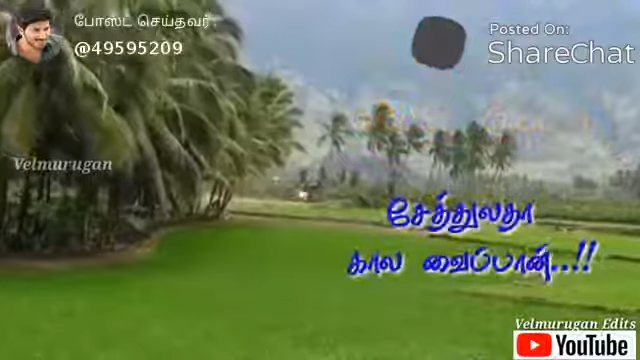 போஸ்ட் செய்தவர்:
@49595209
Posted On:
ShareChat
Velmurugan
சேத்துலதா
கால வைப்பான்..!!
Velmurugan Edits
YouTube